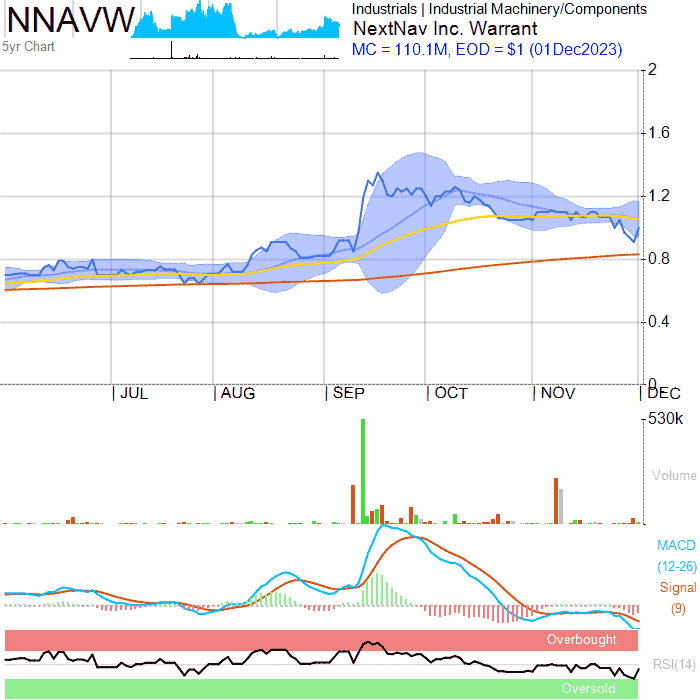 NNAVW
5yr Chart
Industrials | Industrial Machinery/Components
NextNav Inc. Warrant
MC = 110.1M, EOD = $1 (01Dec2023)
2
1.6
1.2
0.8
0.4
0
| JUL | AUG | SEP | OCT | NOV | DEC
530k
Volume
MACD
(12-26)
Signal
(9)
Overbought
RSI(14)
Oversold